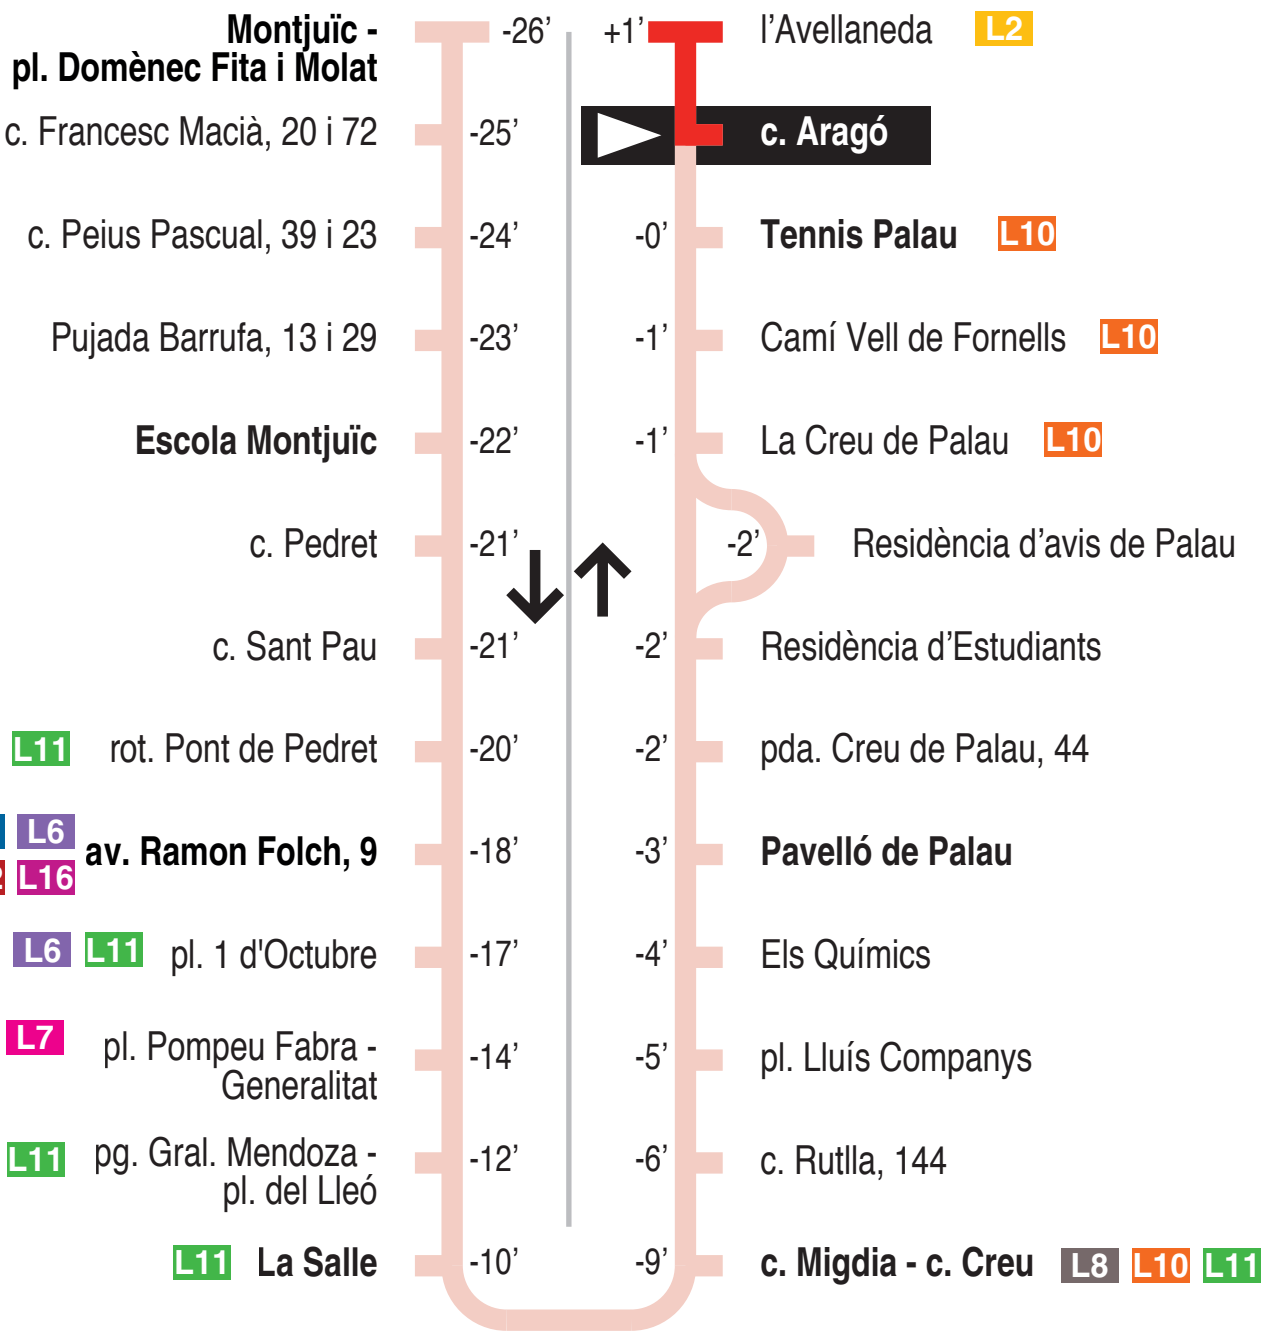 Montjuïc -
pl. Domènec Fita i Molat
-26’
c. Francesc Macià, 20 i 72
-25’
c. Peius Pascual, 39 i 23
-24’
Pujada Barrufa, 13 i 29
-23’
Escola Montjuïc
-22’
c. Pedret
-21’
c. Sant Pau
-21’
L11 rot. Pont de Pedret
-20’
L6
L16
av. Ramon Folch, 9
-18’
L6 L11 pl. 1 d'Octubre
-17’
L7 pl. Pompeu Fabra -
Generalitat
-14’
L11 pg. Gral. Mendoza -
pl. del Lleó
-12’
L11 La Salle
-10’
+1’ l’Avellaneda L2
c. Aragó
-0’ Tennis Palau L10
-1’ Camí Vell de Fornells L10
-1’ La Creu de Palau L10
-2’ Residència d’avis de Palau
-2’ Residència d’Estudiants
-2’ pda. Creu de Palau, 44
-3’ Pavelló de Palau
-4’ Els Químics
-5’ pl. Lluís Companys
-6’ c. Rutlla, 144
-9’ c. Migdia - c. Creu L8 L10 L11